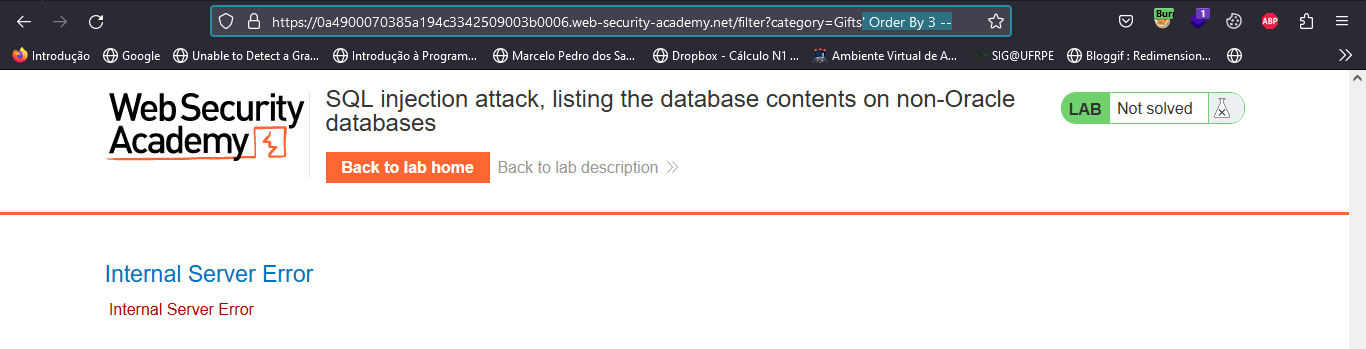 https://0a4900070385a194c3342509003b0006.web-security-academy.net/filter?category=Gifts' Order By 3 --
Bur
1
ABP
Introdução
Google
Unable to Detect a Gra...
Introdução à Program...
Marcelo Pedro dos Sa...
Dropbox - Cálculo N1 ...
Ambiente Virtual de A...
SIG@UFRPE
Bloggif : Redimension...
Web Security
Academy
SQL injection attack, listing the database contents on non-Oracle
databases
LAB Not solved
Back to lab home
Back to lab description
Internal Server Error
Internal Server Error